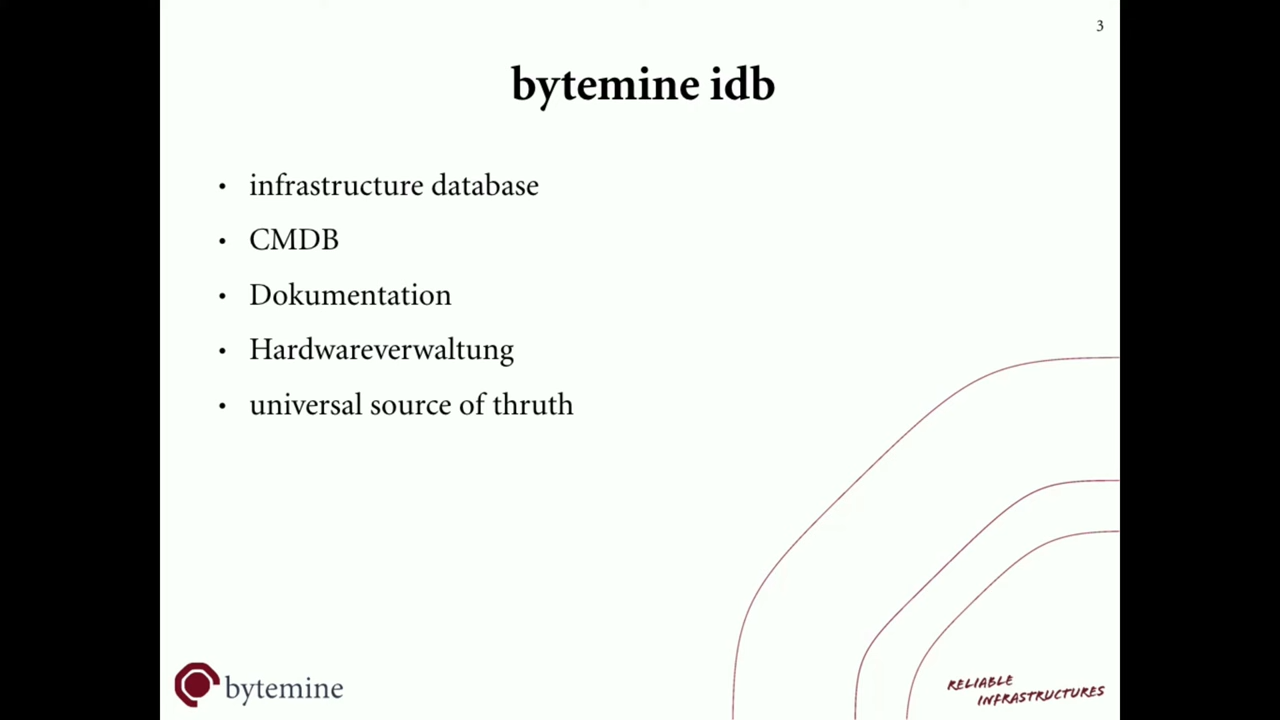 3
bytemine idb
• infrastructure database
• CMDB
• Dokumentation
• Hardwareverwaltung
• universal source of thruth
bytemine
RELIABLE
INFRASTRUCTURES